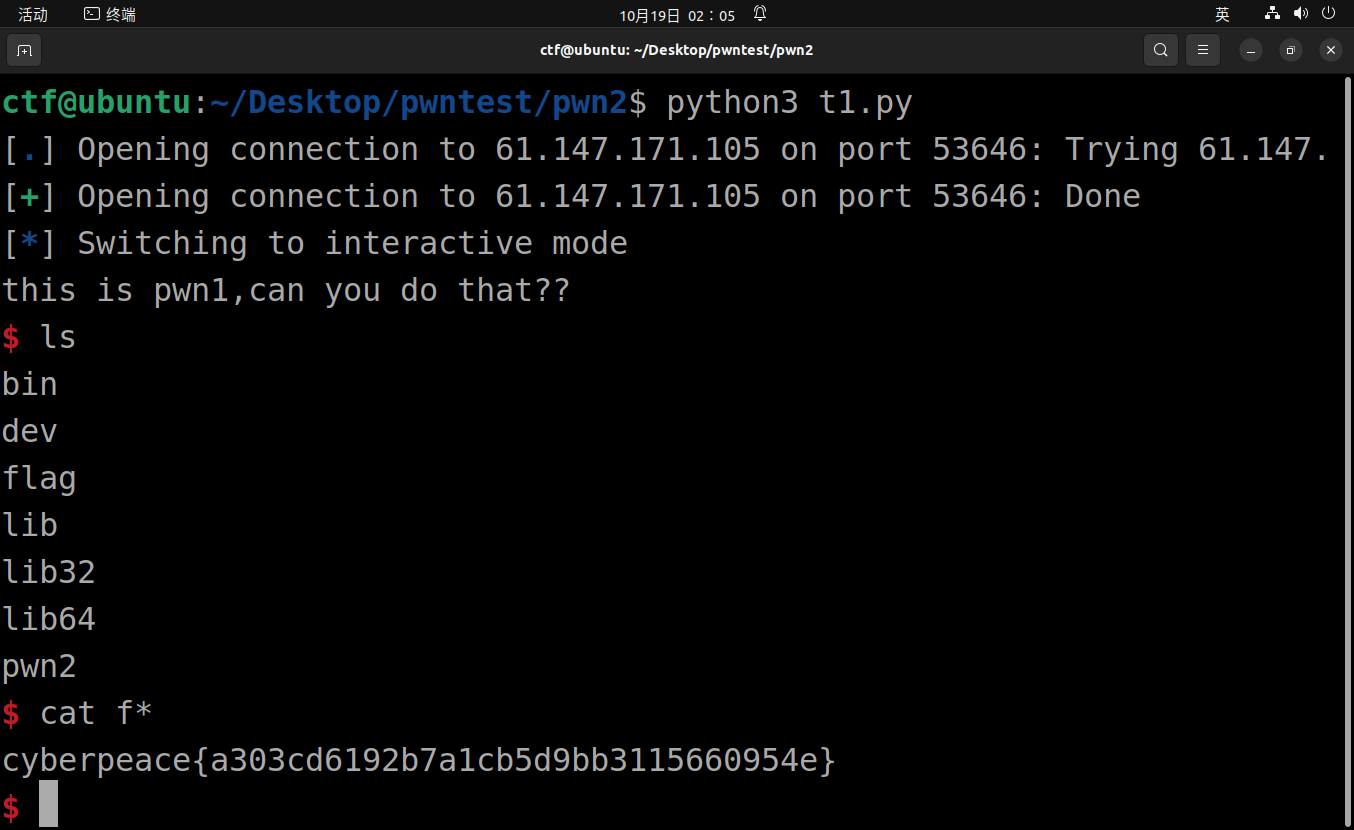 活动 终端 10月19日 02：05 英
ctf@ubuntu: ~/Desktop/pwntest/pwn2
ctf@ubuntu:~/Desktop/pwntest/pwn2$ python3 t1.py
[.] Opening connection to 61.147.171.105 on port 53646: Trying 61.147.
[+] Opening connection to 61.147.171.105 on port 53646: Done
[*] Switching to interactive mode
this is pwn1,can you do that??
$ ls
bin
dev
flag
lib
lib32
lib64
pwn2
$ cat f*
cyberpeace{a303cd6192b7a1cb5d9bb3115660954e}
$